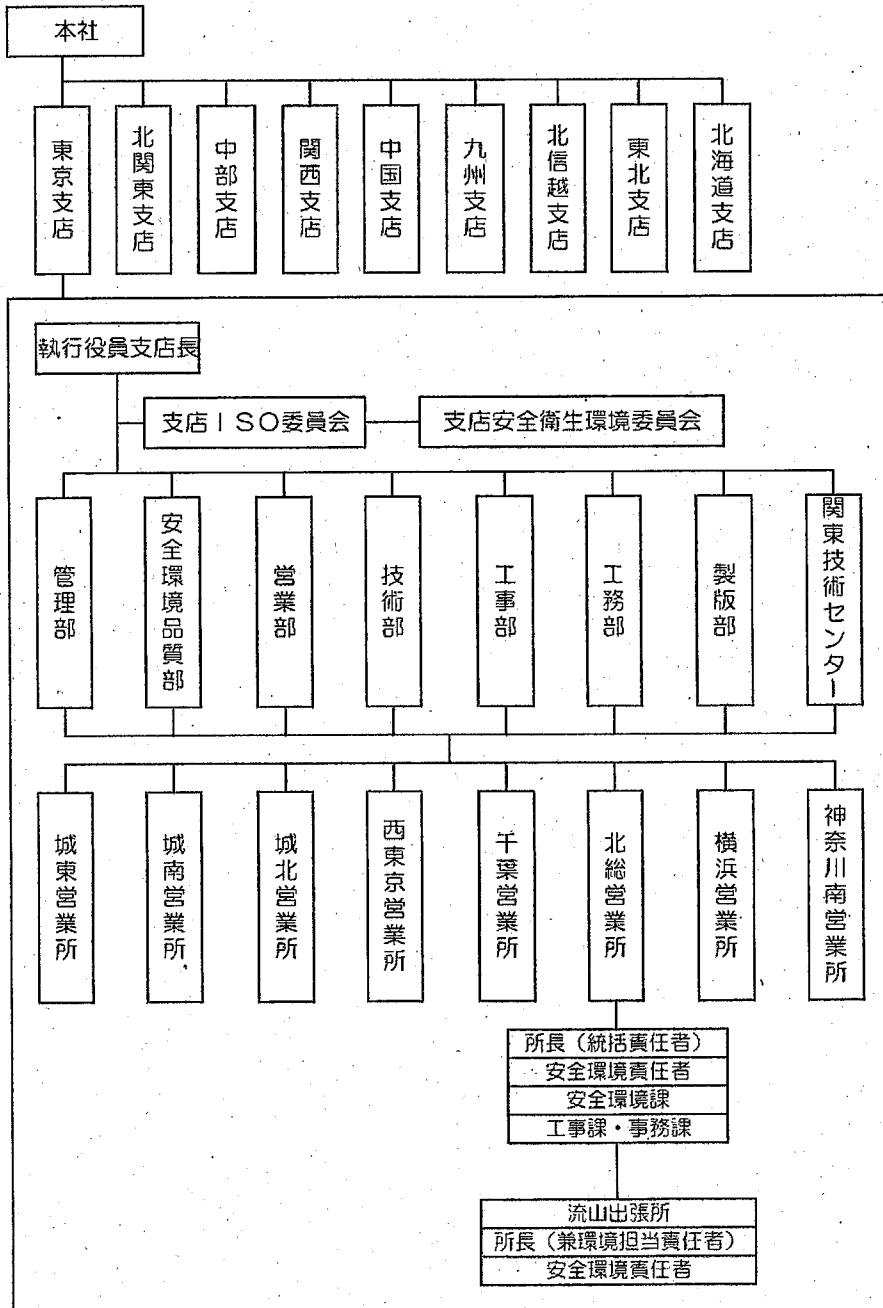 本社
東京支店
北関東支店
中部支店
関西支店
中国支店
九州支店
北信越支店
東北支店
北海道支店
執行役員支店長
支店ISO委員会
支店安全衛生環境委員会
管理部
安全環境品質部
営業部
技術部
工事部
工務部
製版部
関東技術センター
城東営業所
城南営業所
城北営業所
西東京営業所
千葉営業所
北総営業所
横浜営業所
神奈川南営業所
所長（統括責任者）
安全環境責任者
安全環境課
工事課・事務課
流山出張所
所長（兼環境担当責任者）
安全環境責任者